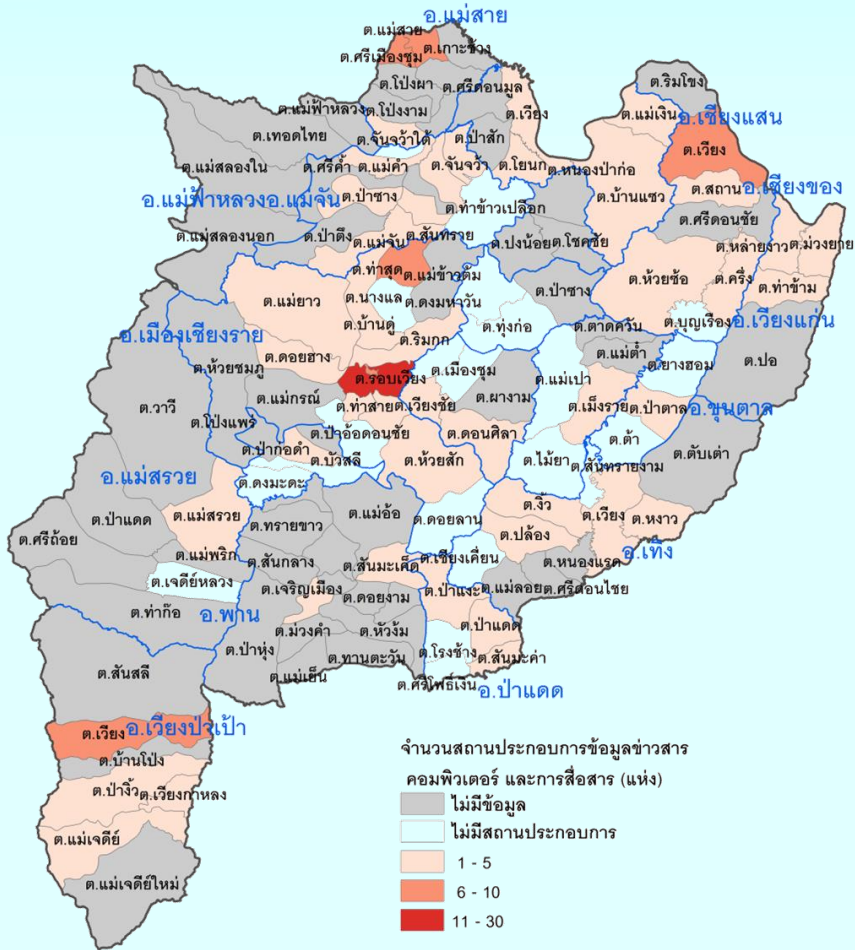 อ.แม่สาย
ต.แม่สาย
ต.เกาะช้าง
ต.ศรีเมืองชุม
ต.โป่งผา
ต.ศรีดอนมูล
ต.ริมโขง
ต.แม่ฟ้าหลวง
ต.โป่งงาม
ต.เวียง
ต.แม่เงิน
อ.เชียงแสน
ต.เทอดไทย
ต.จันจว้าใต้
ต.ป่าสัก
ต.เวียง
ต.แม่สลองใน
ต.ศรีค้ำ
ต.แม่คำ
ต.จันจว้า
ต.โยนก
ต.หนองป่าก่อ
ต.สถาน
อ.เชียงของ
อ.แม่ฟ้าหลวง
อ.แม่จัน
ต.ป่าซาง
ต.ท่าข้าวเปลือก
ต.บ้านแซว
ต.ศรีดอนชัย
ต.แม่สลองนอก
ต.ป่าตึง
ต.แม่จัน
ต.สันทราย
ต.ปงน้อย
ต.โชคชัย
ต.หล่ายงาว
ต.ม่วงยาย
ต.ท่าสุด
ต.แม่ข้าวต้ม
ต.ห้วยซ้อ
ต.ครึ่ง
ต.ท่าข้าม
ต.แม่ยาว
ต.นางแล
ต.ดงมหาวัน
ต.ป่าซาง
อ.เมืองเชียงราย
ต.บ้านดู่
ต.ริมกก
ต.ทุ่งก่อ
ต.ตาดควัน
ต.บุญเรือง
อ.เวียงแก่น
ต.ดอยฮาง
ต.ห้วยชมภู
ต.รอบเวียง
ต.เมืองชุม
ต.แม่เปา
ต.แม่ต๋ำ
ต.ยางฮอม
ต.ปอ
ต.วาวี
ต.แม่กรณ์
ต.ท่าสาย
ต.เวียงชัย
ต.ผางาม
ต.เม็งราย
ต.ป่าตาล
อ.ขุนตาล
ต.โป่งแพร่
ต.ป่าอ้อดอนชัย
ต.ดอนศิลา
ต.ต้า
ต.ป่าก่อดำ
ต.บัวสลี
ต.ห้วยสัก
ต.ไม้ยา
ต.สันทรายงาม
ต.ตับเต่า
อ.แม่สรวย
ต.ดงมะดะ
ต.ป่าแดด
ต.แม่สรวย
ต.ทรายขาว
ต.แม่อ้อ
ต.ดอยลาน
ต.งิ้ว
ต.เวียง
ต.หงาว
ต.ศรีถ้อย
ต.แม่พริก
ต.ปล้อง
อ.เทิง
ต.เจดีย์หลวง
ต.สันกลาง
ต.สันมะเค็ด
ต.เชียงเคี่ยน
ต.หนองแรด
ต.ท่าก๊อ
อ.พาน
ต.เจริญเมือง
ต.ดอยงาม
ต.ป่าแงะ
ต.แม่ลอย
ต.ศรีดอนไชย
ต.ม่วงคำ
ต.หัวง้ม
ต.ป่าแดด
ต.ป่าหุ่ง
ต.ทานตะวัน
ต.โรงช้าง
ต.สันมะค่า
ต.สันสลี
ต.แม่เย็น
ต.ศรีโพธิ์เงิน
อ.ป่าแดด
ต.เวียง
อ.เวียงป่าเป้า
ต.บ้านโป่ง
ต.ป่างิ้ว
ต.เวียงกาหลง
ต.แม่เจดีย์
ต.แม่เจดีย์ใหม่
จำนวนสถานประกอบการข้อมูลข่าวสาร
คอมพิวเตอร์ และการสื่อสาร (แห่ง)
ไม่มีข้อมูล
ไม่มีสถานประกอบการ
1 - 5
6 - 10
11 - 30